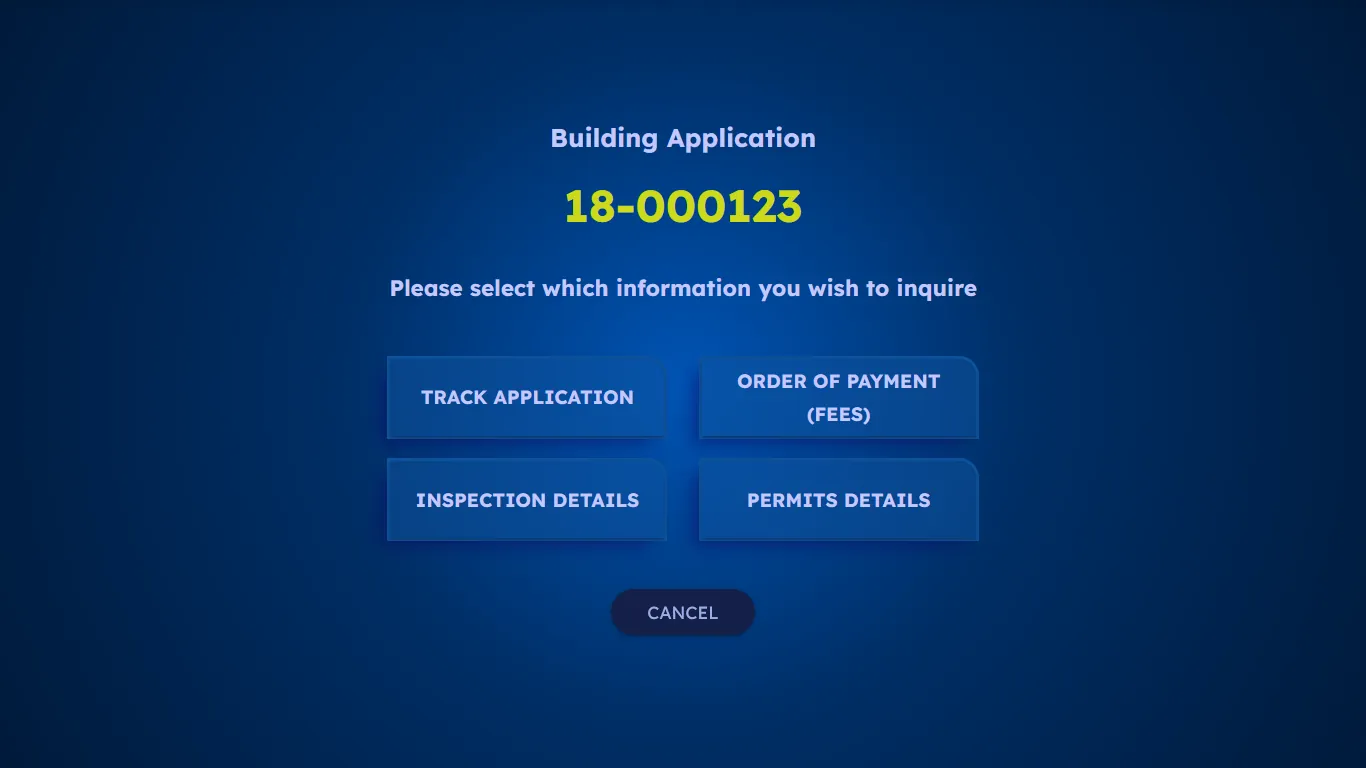 Building Application
18-000123
Please select which information you wish to inquire
TRACK APPLICATION
ORDER OF PAYMENT
(FEES)
INSPECTION DETAILS
PERMITS DETAILS
CANCEL